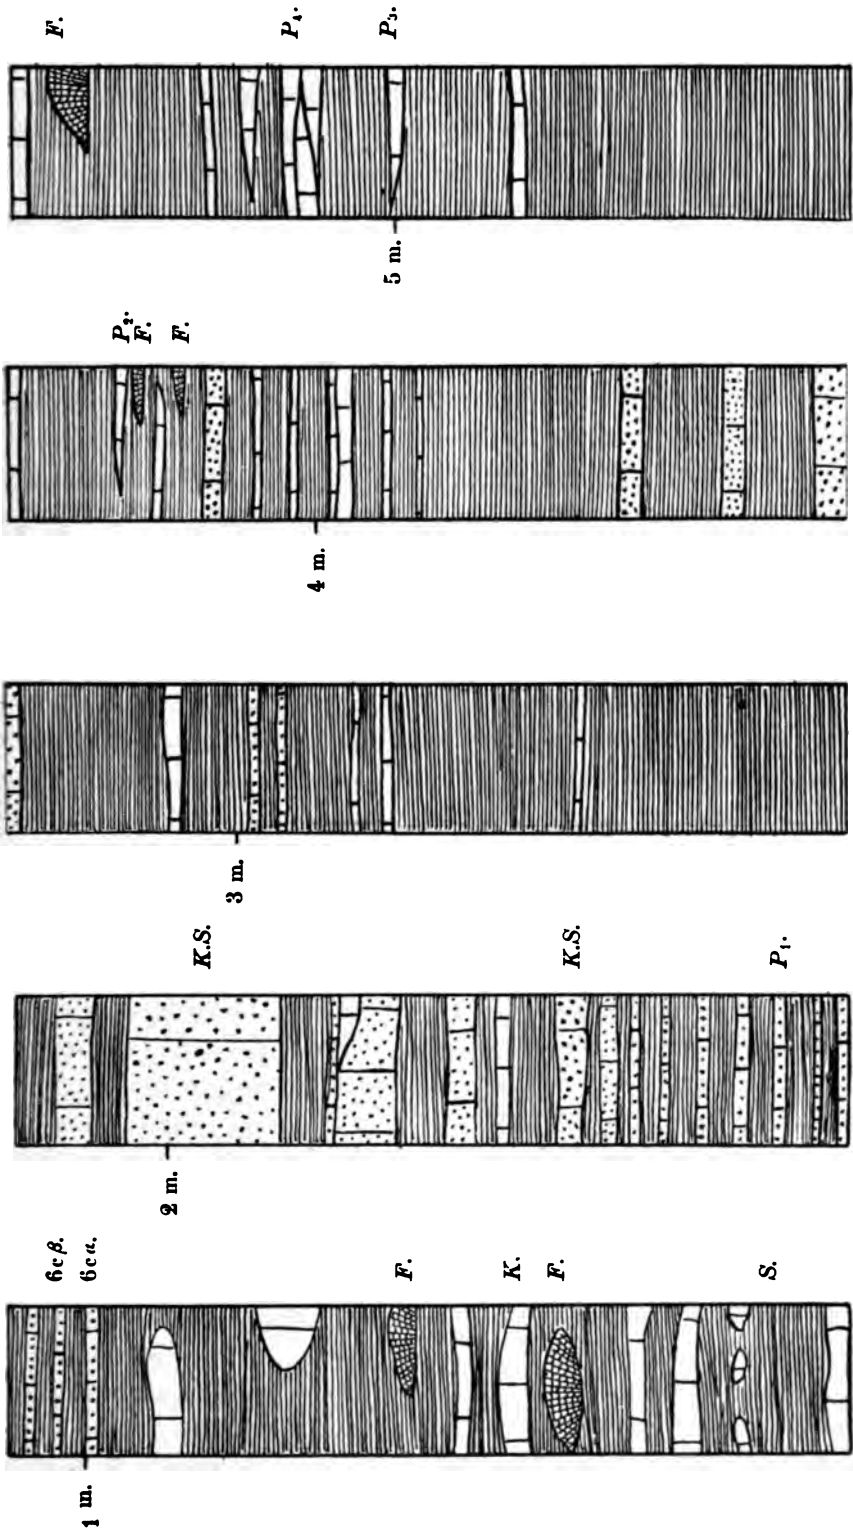 6cβ.
1 m. 6cα.
F.
K.
F.
S.
2 m.
K.S.
K.S.
P₁.
3 m.
P₂.
F.
F.
4 m.
F.
P₄.
P₃.
5 m.